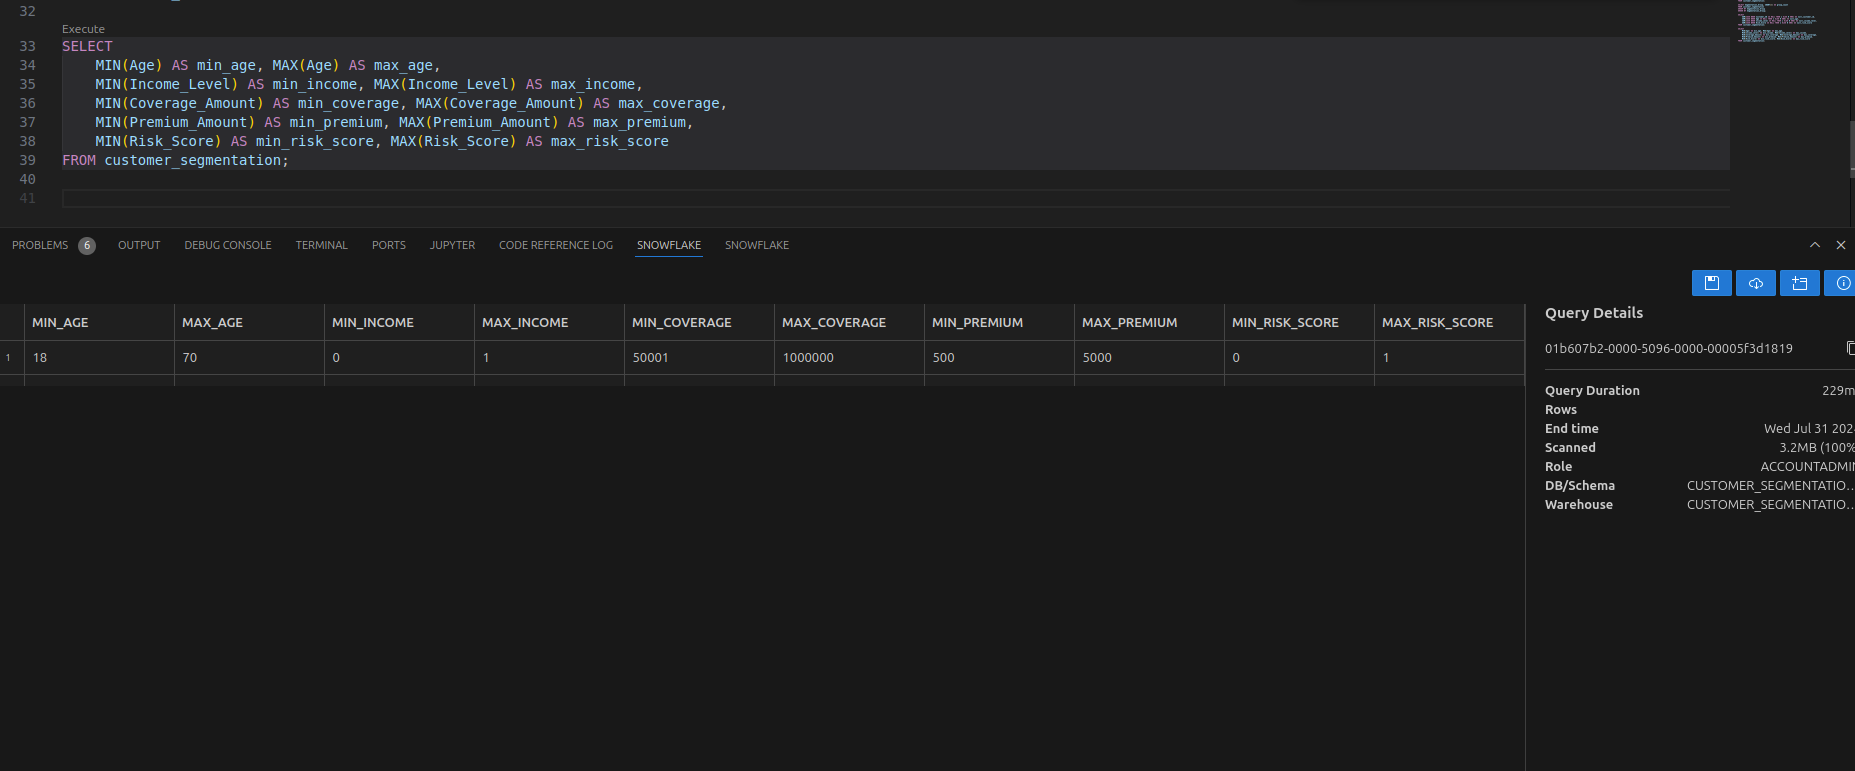 32
Execute
33 SELECT
34 MIN(Age) AS min_age, MAX(Age) AS max_age,
35 MIN(Income_Level) AS min_income, MAX(Income_Level) AS max_income,
36 MIN(Coverage_Amount) AS min_coverage, MAX(Coverage_Amount) AS max_coverage,
37 MIN(Premium_Amount) AS min_premium, MAX(Premium_Amount) AS max_premium,
38 MIN(Risk_Score) AS min_risk_score, MAX(Risk_Score) AS max_risk_score
39 FROM customer_segmentation;
40
41
PROBLEMS 6 OUTPUT DEBUG CONSOLE TERMINAL PORTS JUPYTER CODE REFERENCE LOG SNOWFLAKE SNOWFLAKE
MIN_AGE MAX_AGE MIN_INCOME MAX_INCOME MIN_COVERAGE MAX_COVERAGE MIN_PREMIUM MAX_PREMIUM MIN_RISK_SCORE MAX_RISK_SCORE
1 18 70 0 1 50001 1000000 500 5000 0 1
Query Details
01b607b2-0000-5096-0000-00005f3d1819
Query Duration 229m
Rows
End time Wed Jul 31 202
Scanned 3.2MB (100%
Role ACCOUNTADMIN
DB/Schema CUSTOMER_SEGMENTATIO...
Warehouse CUSTOMER_SEGMENTATIO...